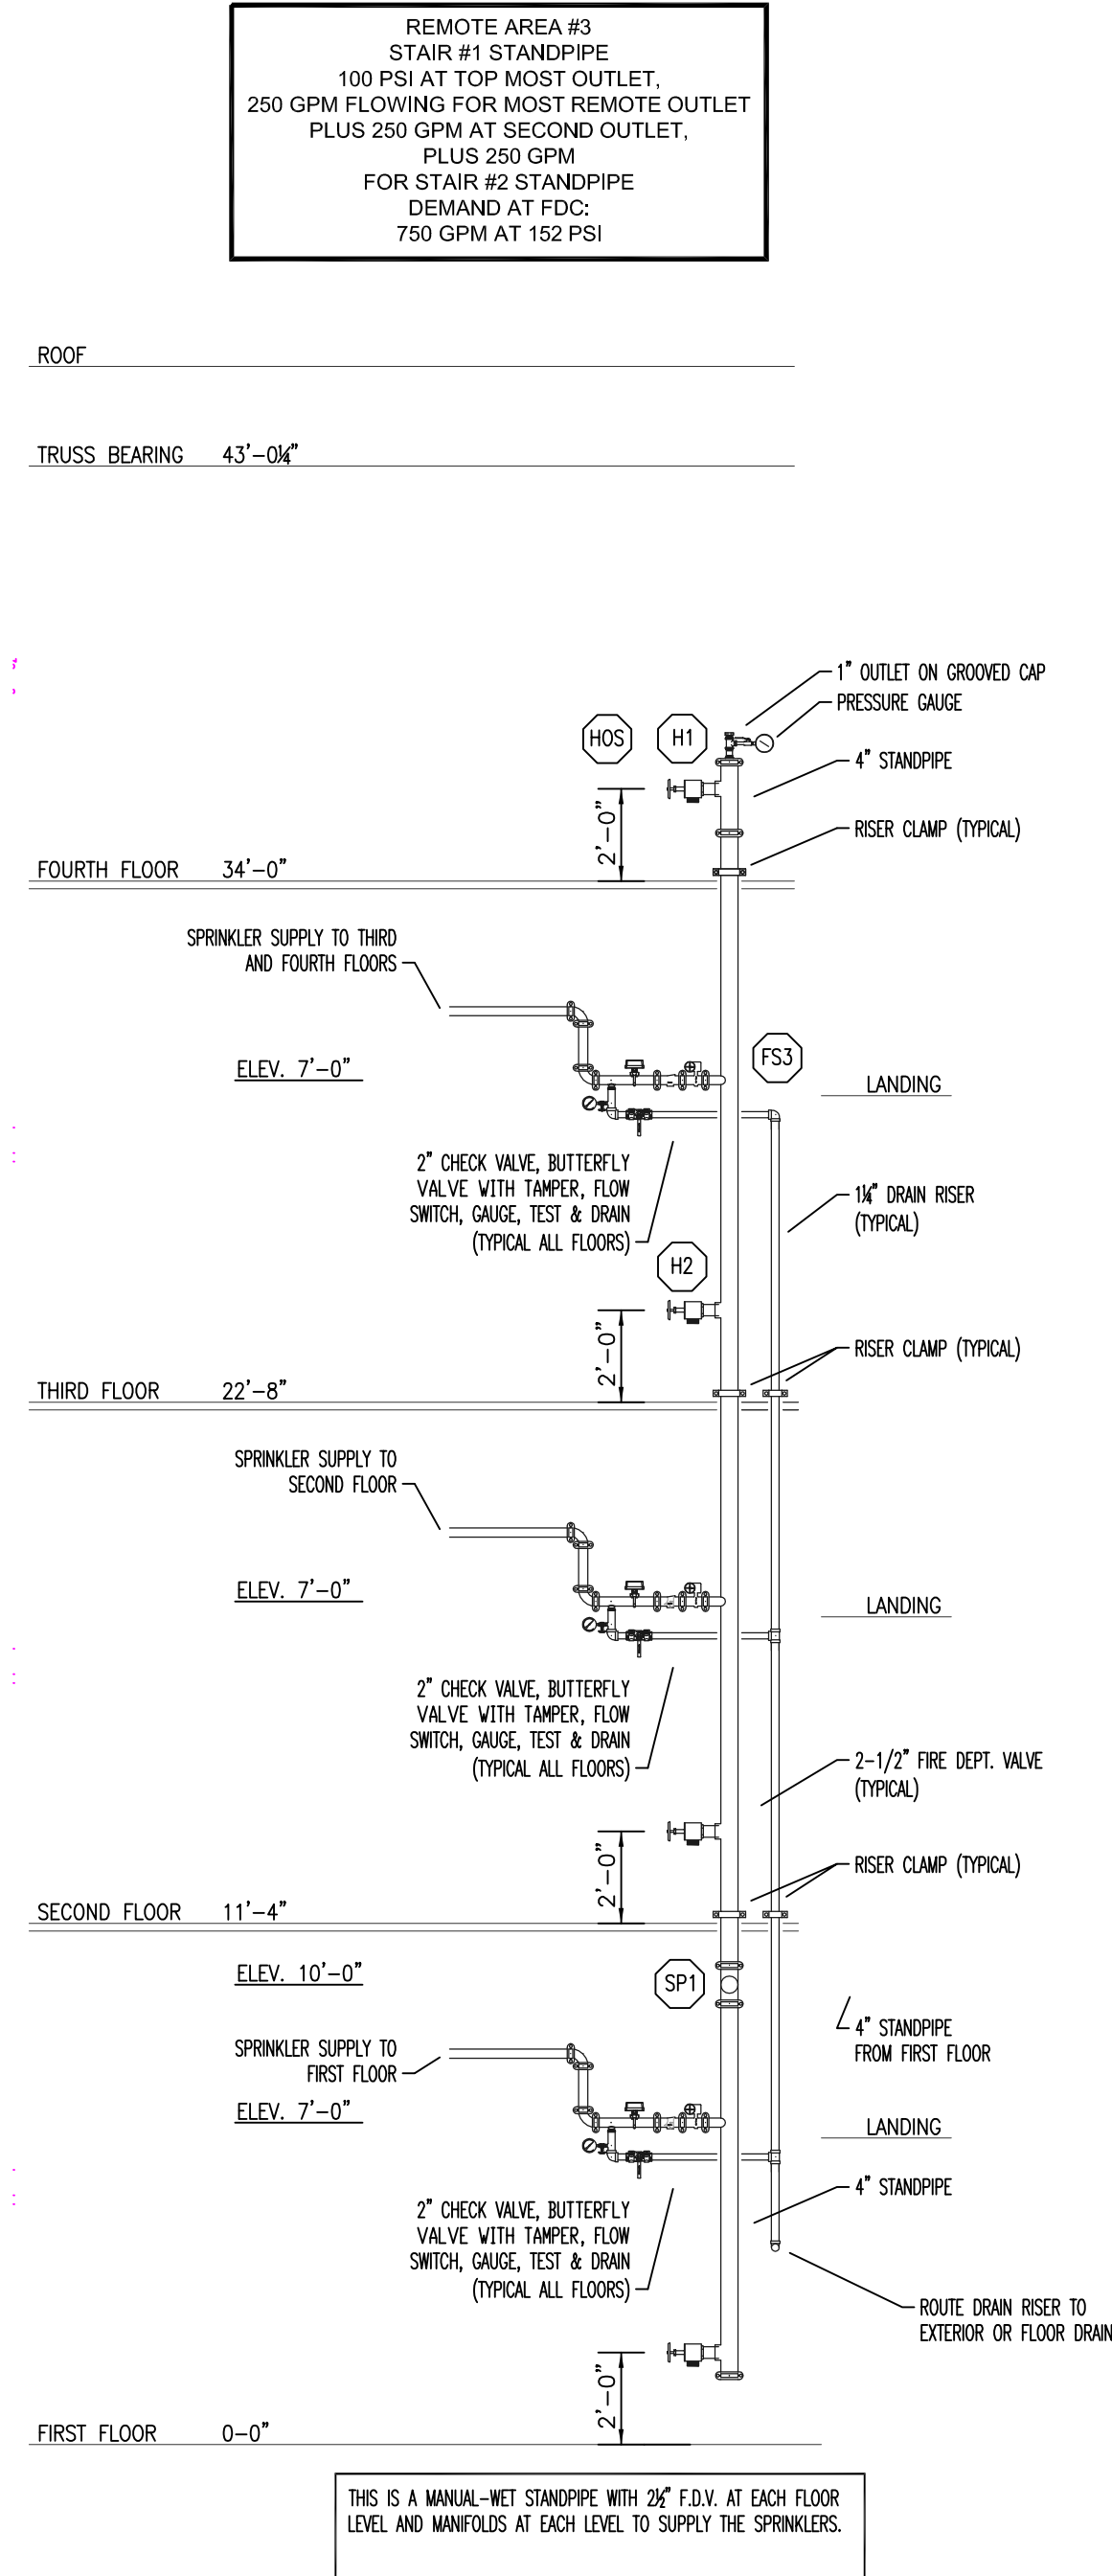 REMOTE AREA #3
STAIR #1 STANDPIPE
100 PSI AT TOP MOST OUTLET,
250 GPM FLOWING FOR MOST REMOTE OUTLET
PLUS 250 GPM AT SECOND OUTLET,
PLUS 250 GPM
FOR STAIR #2 STANDPIPE
DEMAND AT FDC:
750 GPM AT 152 PSI
ROOF
TRUSS BEARING 43'-0¼"
1" OUTLET ON GROOVED CAP
PRESSURE GAUGE
HOS
H1
4" STANDPIPE
2'-0"
RISER CLAMP (TYPICAL)
FOURTH FLOOR 34'-0"
SPRINKLER SUPPLY TO THIRD
AND FOURTH FLOORS
FS3
ELEV. 7'-0"
LANDING
2" CHECK VALVE, BUTTERFLY
VALVE WITH TAMPER, FLOW
SWITCH, GAUGE, TEST & DRAIN
(TYPICAL ALL FLOORS)
1¼" DRAIN RISER
(TYPICAL)
H2
2'-0"
RISER CLAMP (TYPICAL)
THIRD FLOOR 22'-8"
SPRINKLER SUPPLY TO
SECOND FLOOR
ELEV. 7'-0"
LANDING
2" CHECK VALVE, BUTTERFLY
VALVE WITH TAMPER, FLOW
SWITCH, GAUGE, TEST & DRAIN
(TYPICAL ALL FLOORS)
2-1/2" FIRE DEPT. VALVE
(TYPICAL)
2'-0"
RISER CLAMP (TYPICAL)
SECOND FLOOR 11'-4"
ELEV. 10'-0"
SP1
4" STANDPIPE
FROM FIRST FLOOR
SPRINKLER SUPPLY TO
FIRST FLOOR
ELEV. 7'-0"
LANDING
4" STANDPIPE
2" CHECK VALVE, BUTTERFLY
VALVE WITH TAMPER, FLOW
SWITCH, GAUGE, TEST & DRAIN
(TYPICAL ALL FLOORS)
ROUTE DRAIN RISER TO
EXTERIOR OR FLOOR DRAIN
2'-0"
FIRST FLOOR 0-0"
THIS IS A MANUAL-WET STANDPIPE WITH 2½" F.D.V. AT EACH FLOOR
LEVEL AND MANIFOLDS AT EACH LEVEL TO SUPPLY THE SPRINKLERS.